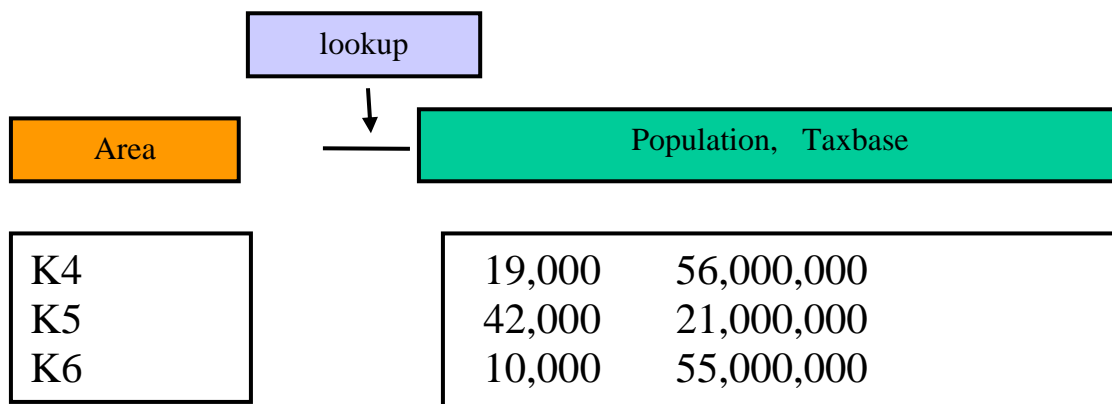 lookup
Area
Population, Taxbase
K4 19,000 56,000,000
K5 42,000 21,000,000
K6 10,000 55,000,000